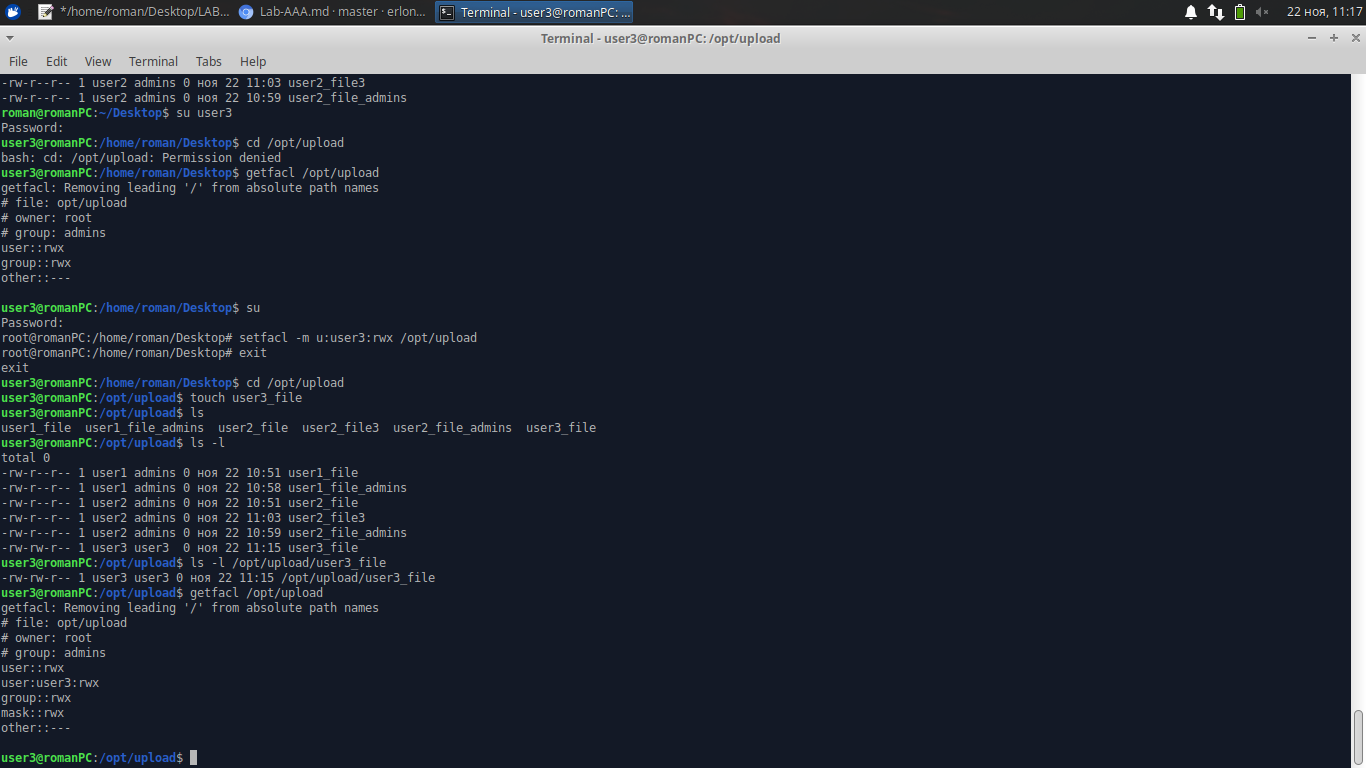 */home/roman/Desktop/LAB...
Lab-AAA.md · master · erlon...
Terminal - user3@romanPC: ...
22 ноя, 11:17
Terminal - user3@romanPC: /opt/upload
File Edit View Terminal Tabs Help
-rw-r--r-- 1 user2 admins 0 ноя 22 11:03 user2_file3
-rw-r--r-- 1 user2 admins 0 ноя 22 10:59 user2_file_admins
roman@romanPC:~/Desktop$ su user3
Password:
user3@romanPC:/home/roman/Desktop$ cd /opt/upload
bash: cd: /opt/upload: Permission denied
user3@romanPC:/home/roman/Desktop$ getfacl /opt/upload
getfacl: Removing leading '/' from absolute path names
# file: opt/upload
# owner: root
# group: admins
user::rwx
group::rwx
other::---
user3@romanPC:/home/roman/Desktop$ su
Password:
root@romanPC:/home/roman/Desktop# setfacl -m u:user3:rwx /opt/upload
root@romanPC:/home/roman/Desktop# exit
exit
user3@romanPC:/home/roman/Desktop$ cd /opt/upload
user3@romanPC:/opt/upload$ touch user3_file
user3@romanPC:/opt/upload$ ls
user1_file  user1_file_admins  user2_file  user2_file3  user2_file_admins  user3_file
user3@romanPC:/opt/upload$ ls -l
total 0
-rw-r--r-- 1 user1 admins 0 ноя 22 10:51 user1_file
-rw-r--r-- 1 user1 admins 0 ноя 22 10:58 user1_file_admins
-rw-r--r-- 1 user2 admins 0 ноя 22 10:51 user2_file
-rw-r--r-- 1 user2 admins 0 ноя 22 11:03 user2_file3
-rw-r--r-- 1 user2 admins 0 ноя 22 10:59 user2_file_admins
-rw-rw-r-- 1 user3 user3  0 ноя 22 11:15 user3_file
user3@romanPC:/opt/upload$ ls -l /opt/upload/user3_file
-rw-rw-r-- 1 user3 user3 0 ноя 22 11:15 /opt/upload/user3_file
user3@romanPC:/opt/upload$ getfacl /opt/upload
getfacl: Removing leading '/' from absolute path names
# file: opt/upload
# owner: root
# group: admins
user::rwx
user:user3:rwx
group::rwx
mask::rwx
other::---
user3@romanPC:/opt/upload$